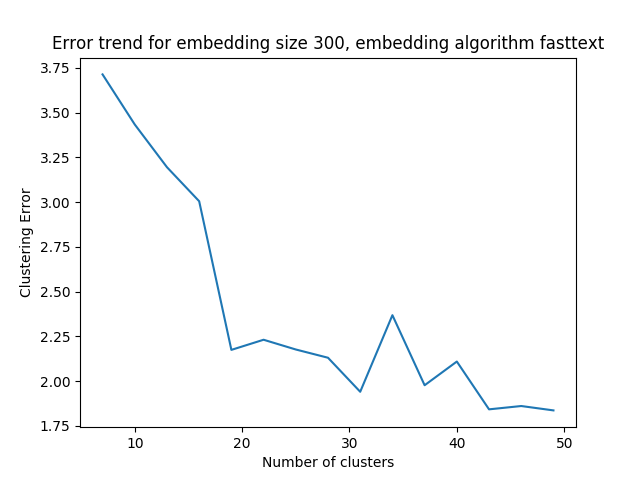 Error trend for embedding size 300, embedding algorithm fasttext
3.75
3.50
3.25
3.00
2.75
2.50
2.25
2.00
1.75
Clustering Error
10 20 30 40 50
Number of clusters